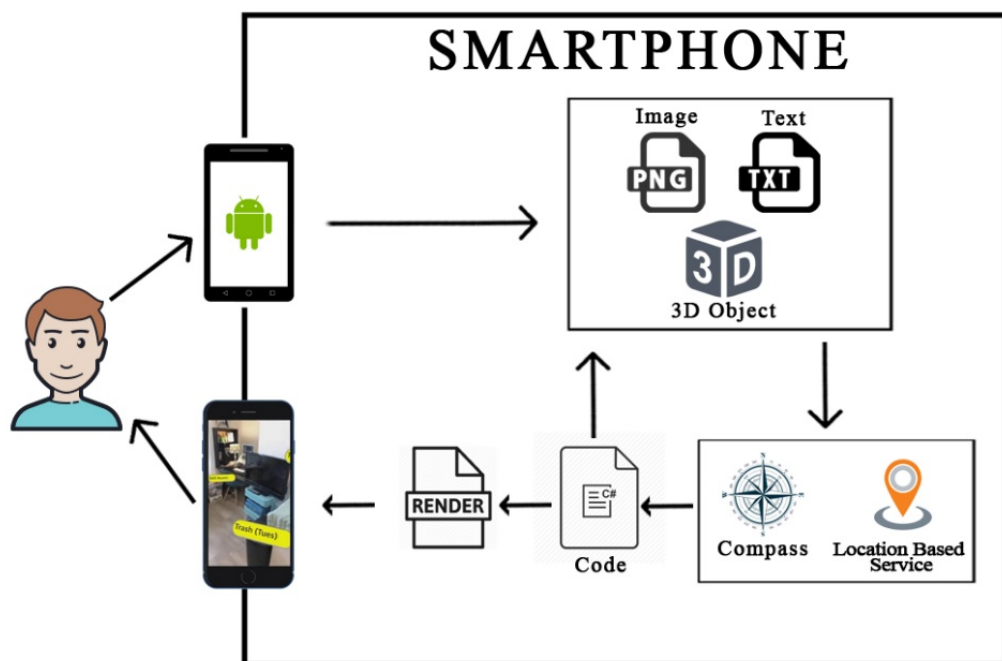 SMARTPHONE
Image
Text
PNG
TXT
3D
3D Object
RENDER
C#
Trash (Tues)
Code
Compass
Location Based
Service